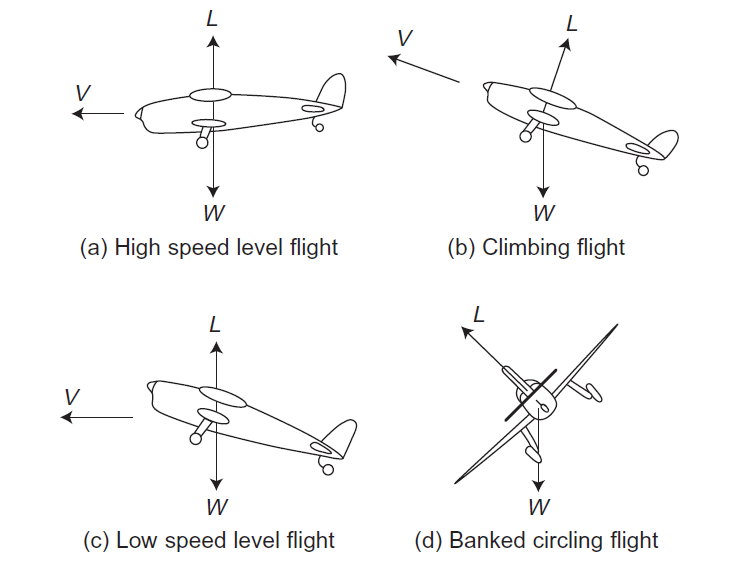 L
V
W
(a) High speed level flight
L
V
W
(b) Climbing flight
L
V
W
(c) Low speed level flight
L
W
(d) Banked circling flight